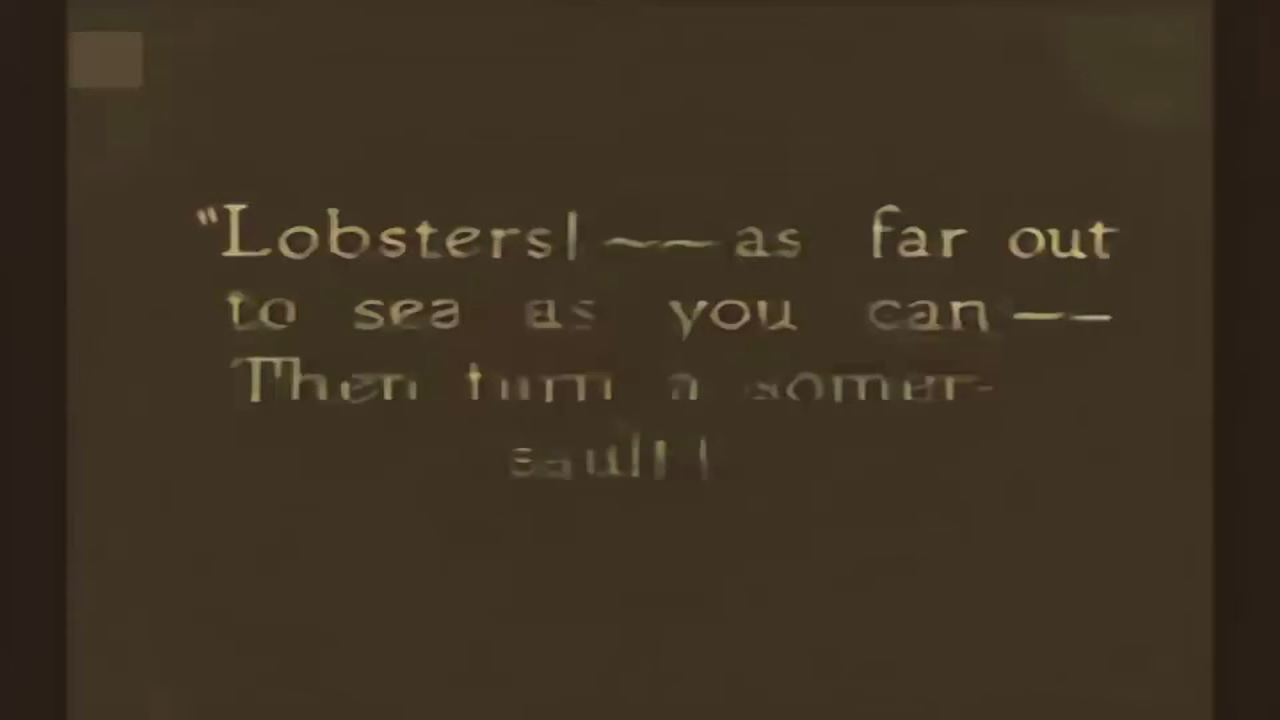 "Lobsters! ~~ as far out
to sea as you can --
Then turn a somer-
sault!